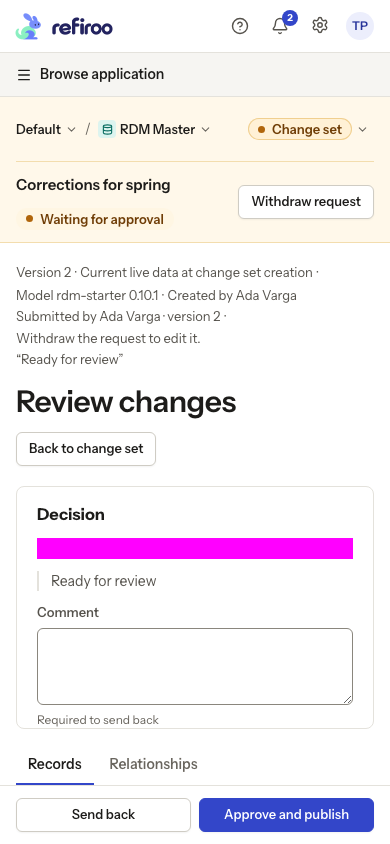 refiroo
2
TP
Browse application
Default / RDM Master
Change set
Corrections for spring
Waiting for approval
Withdraw request
Version 2 · Current live data at change set creation ·
Model rdm-starter 0.10.1 · Created by Ada Varga
Submitted by Ada Varga · version 2 ·
Withdraw the request to edit it.
“Ready for review”
Review changes
Back to change set
Decision
Ready for review
Comment
Required to send back
Records
Relationships
Send back
Approve and publish